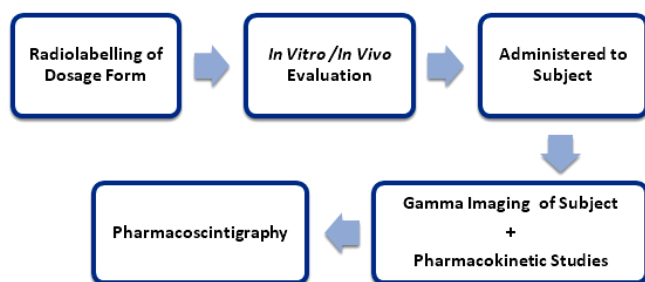 Radiolabelling of
Dosage Form
In Vitro /In Vivo
Evaluation
Administered to
Subject
Gamma Imaging of Subject
+
Pharmacokinetic Studies
Pharmacoscintigraphy